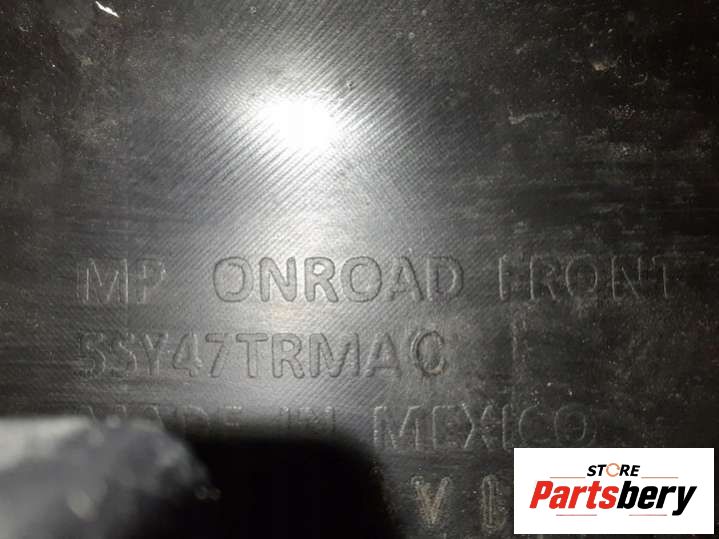 MP ONROAD FRONT
5SY47TRMAC
MADE IN MEXICO
V
STORE
Partsbery